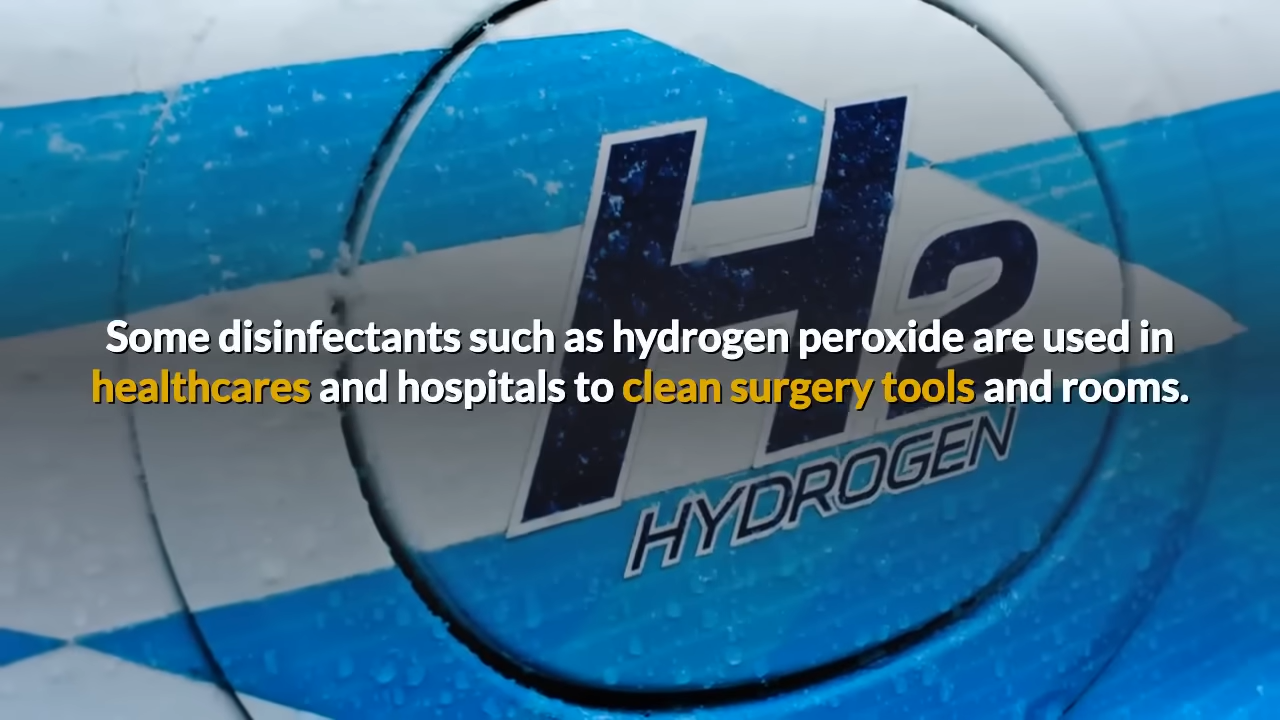 H2
Some disinfectants such as hydrogen peroxide are used in
healthcares and hospitals to clean surgery tools and rooms.
HYDROGEN